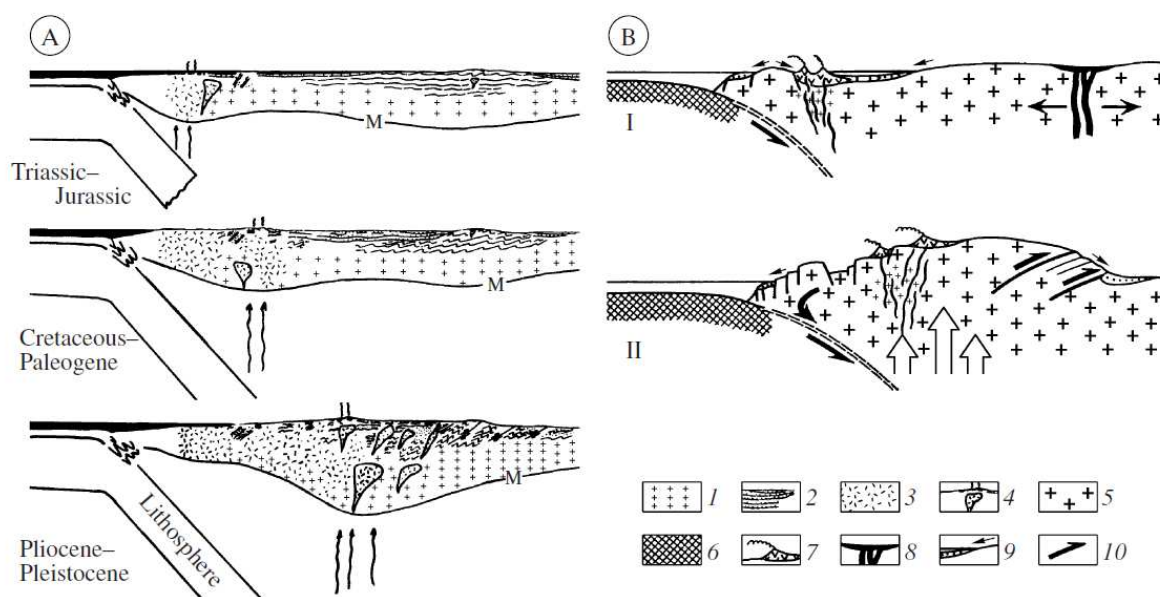 A
M
Triassic–
Jurassic
M
Cretaceous–
Paleogene
M
Lithosphere
Pliocene–
Pleistocene
B
I
II
1 2 3 4 5
6 7 8 9 10